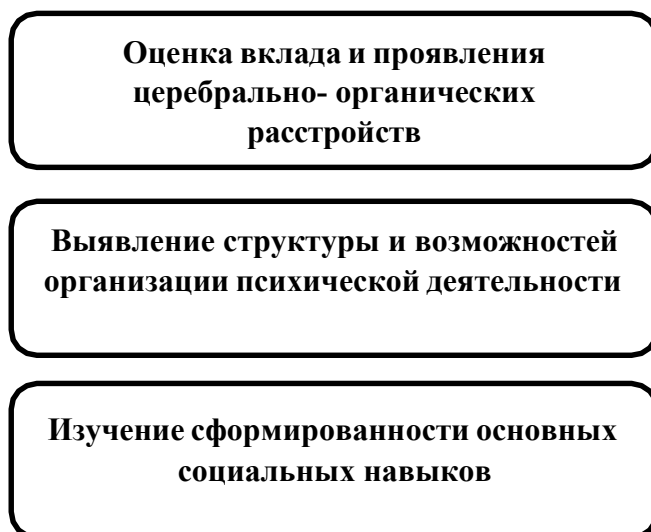 Оценка вклада и проявления
церебрально- органических
расстройств
Выявление структуры и возможностей
организации психической деятельности
Изучение сформированности основных
социальных навыков